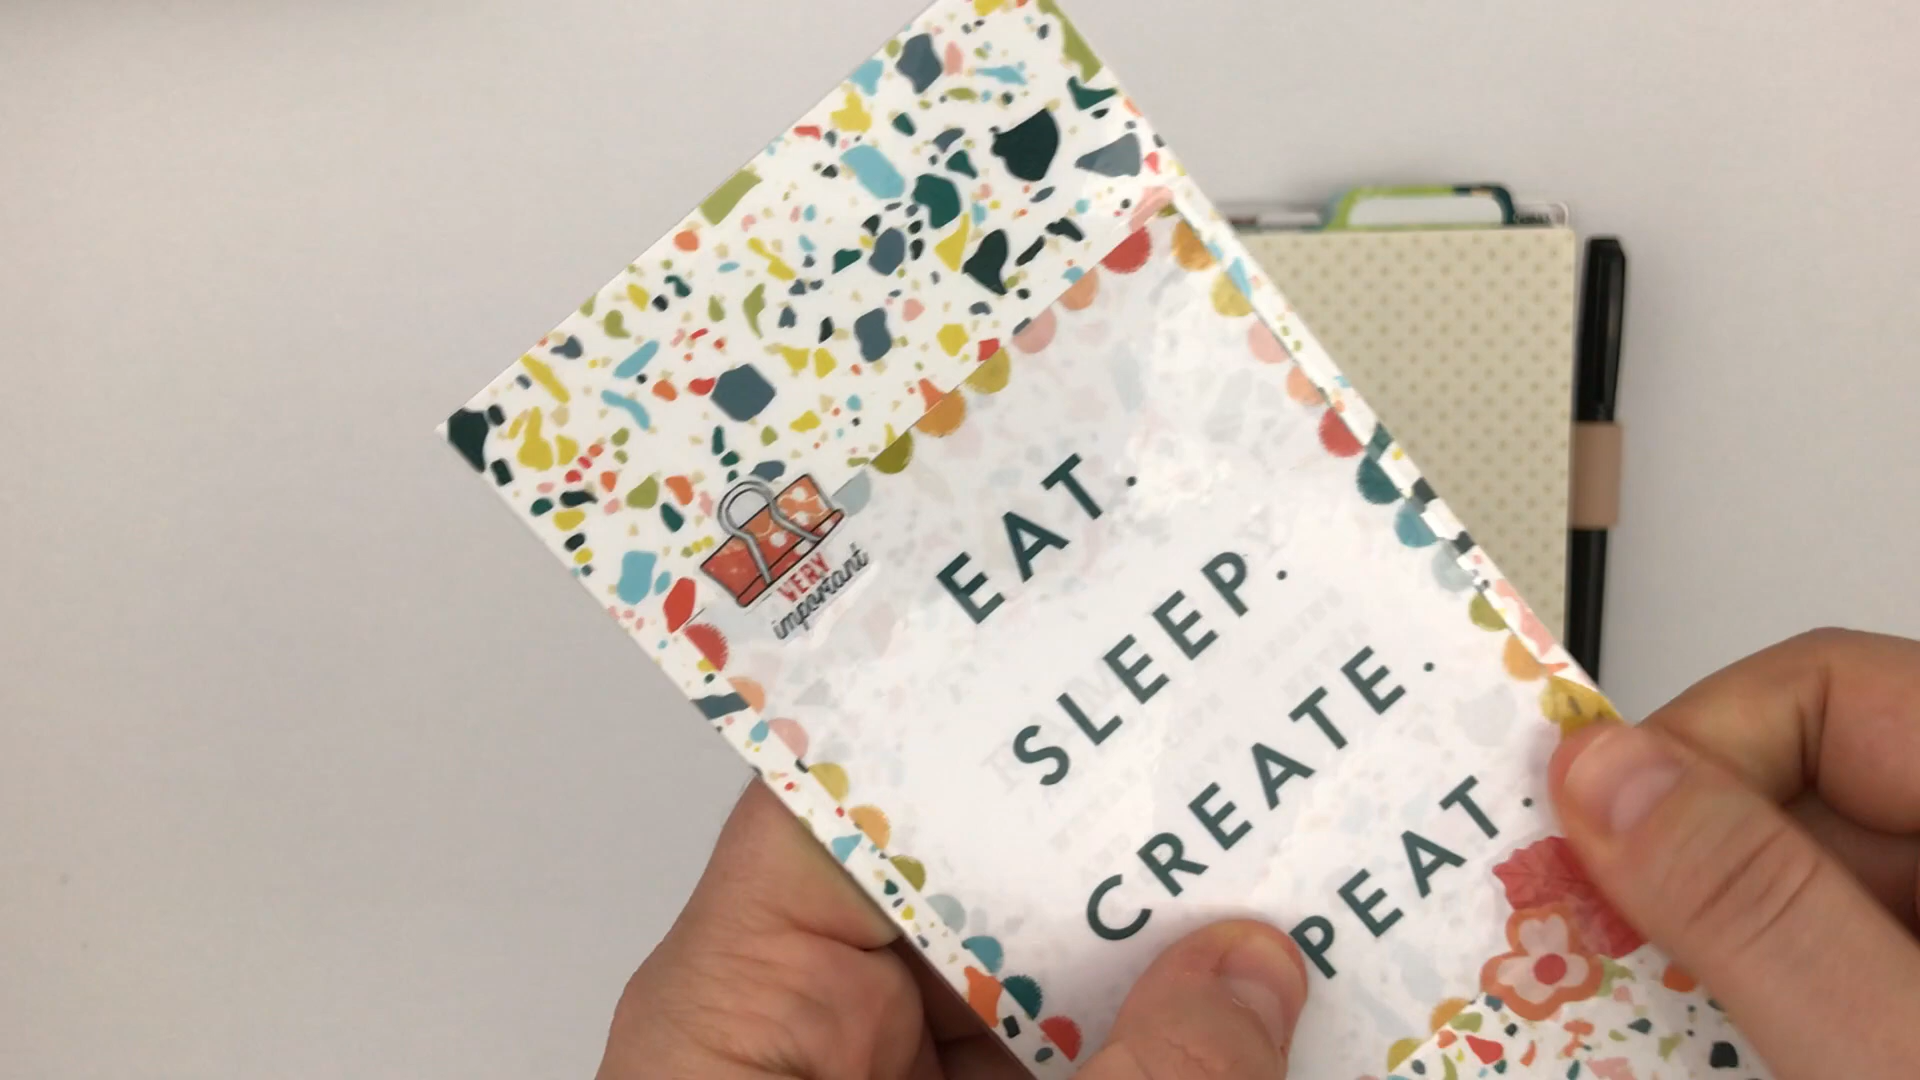 VERY
important
EAT.
SLEEP.
CREATE.
PEAT.